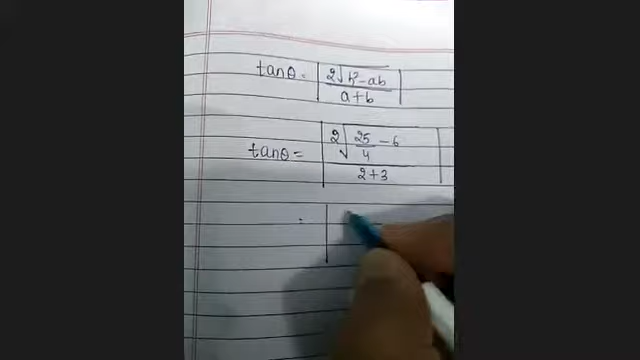 tanθ = |2√h²-ab / a+b|
tanθ = |2√25/4 - 6 / 2+3|
= |